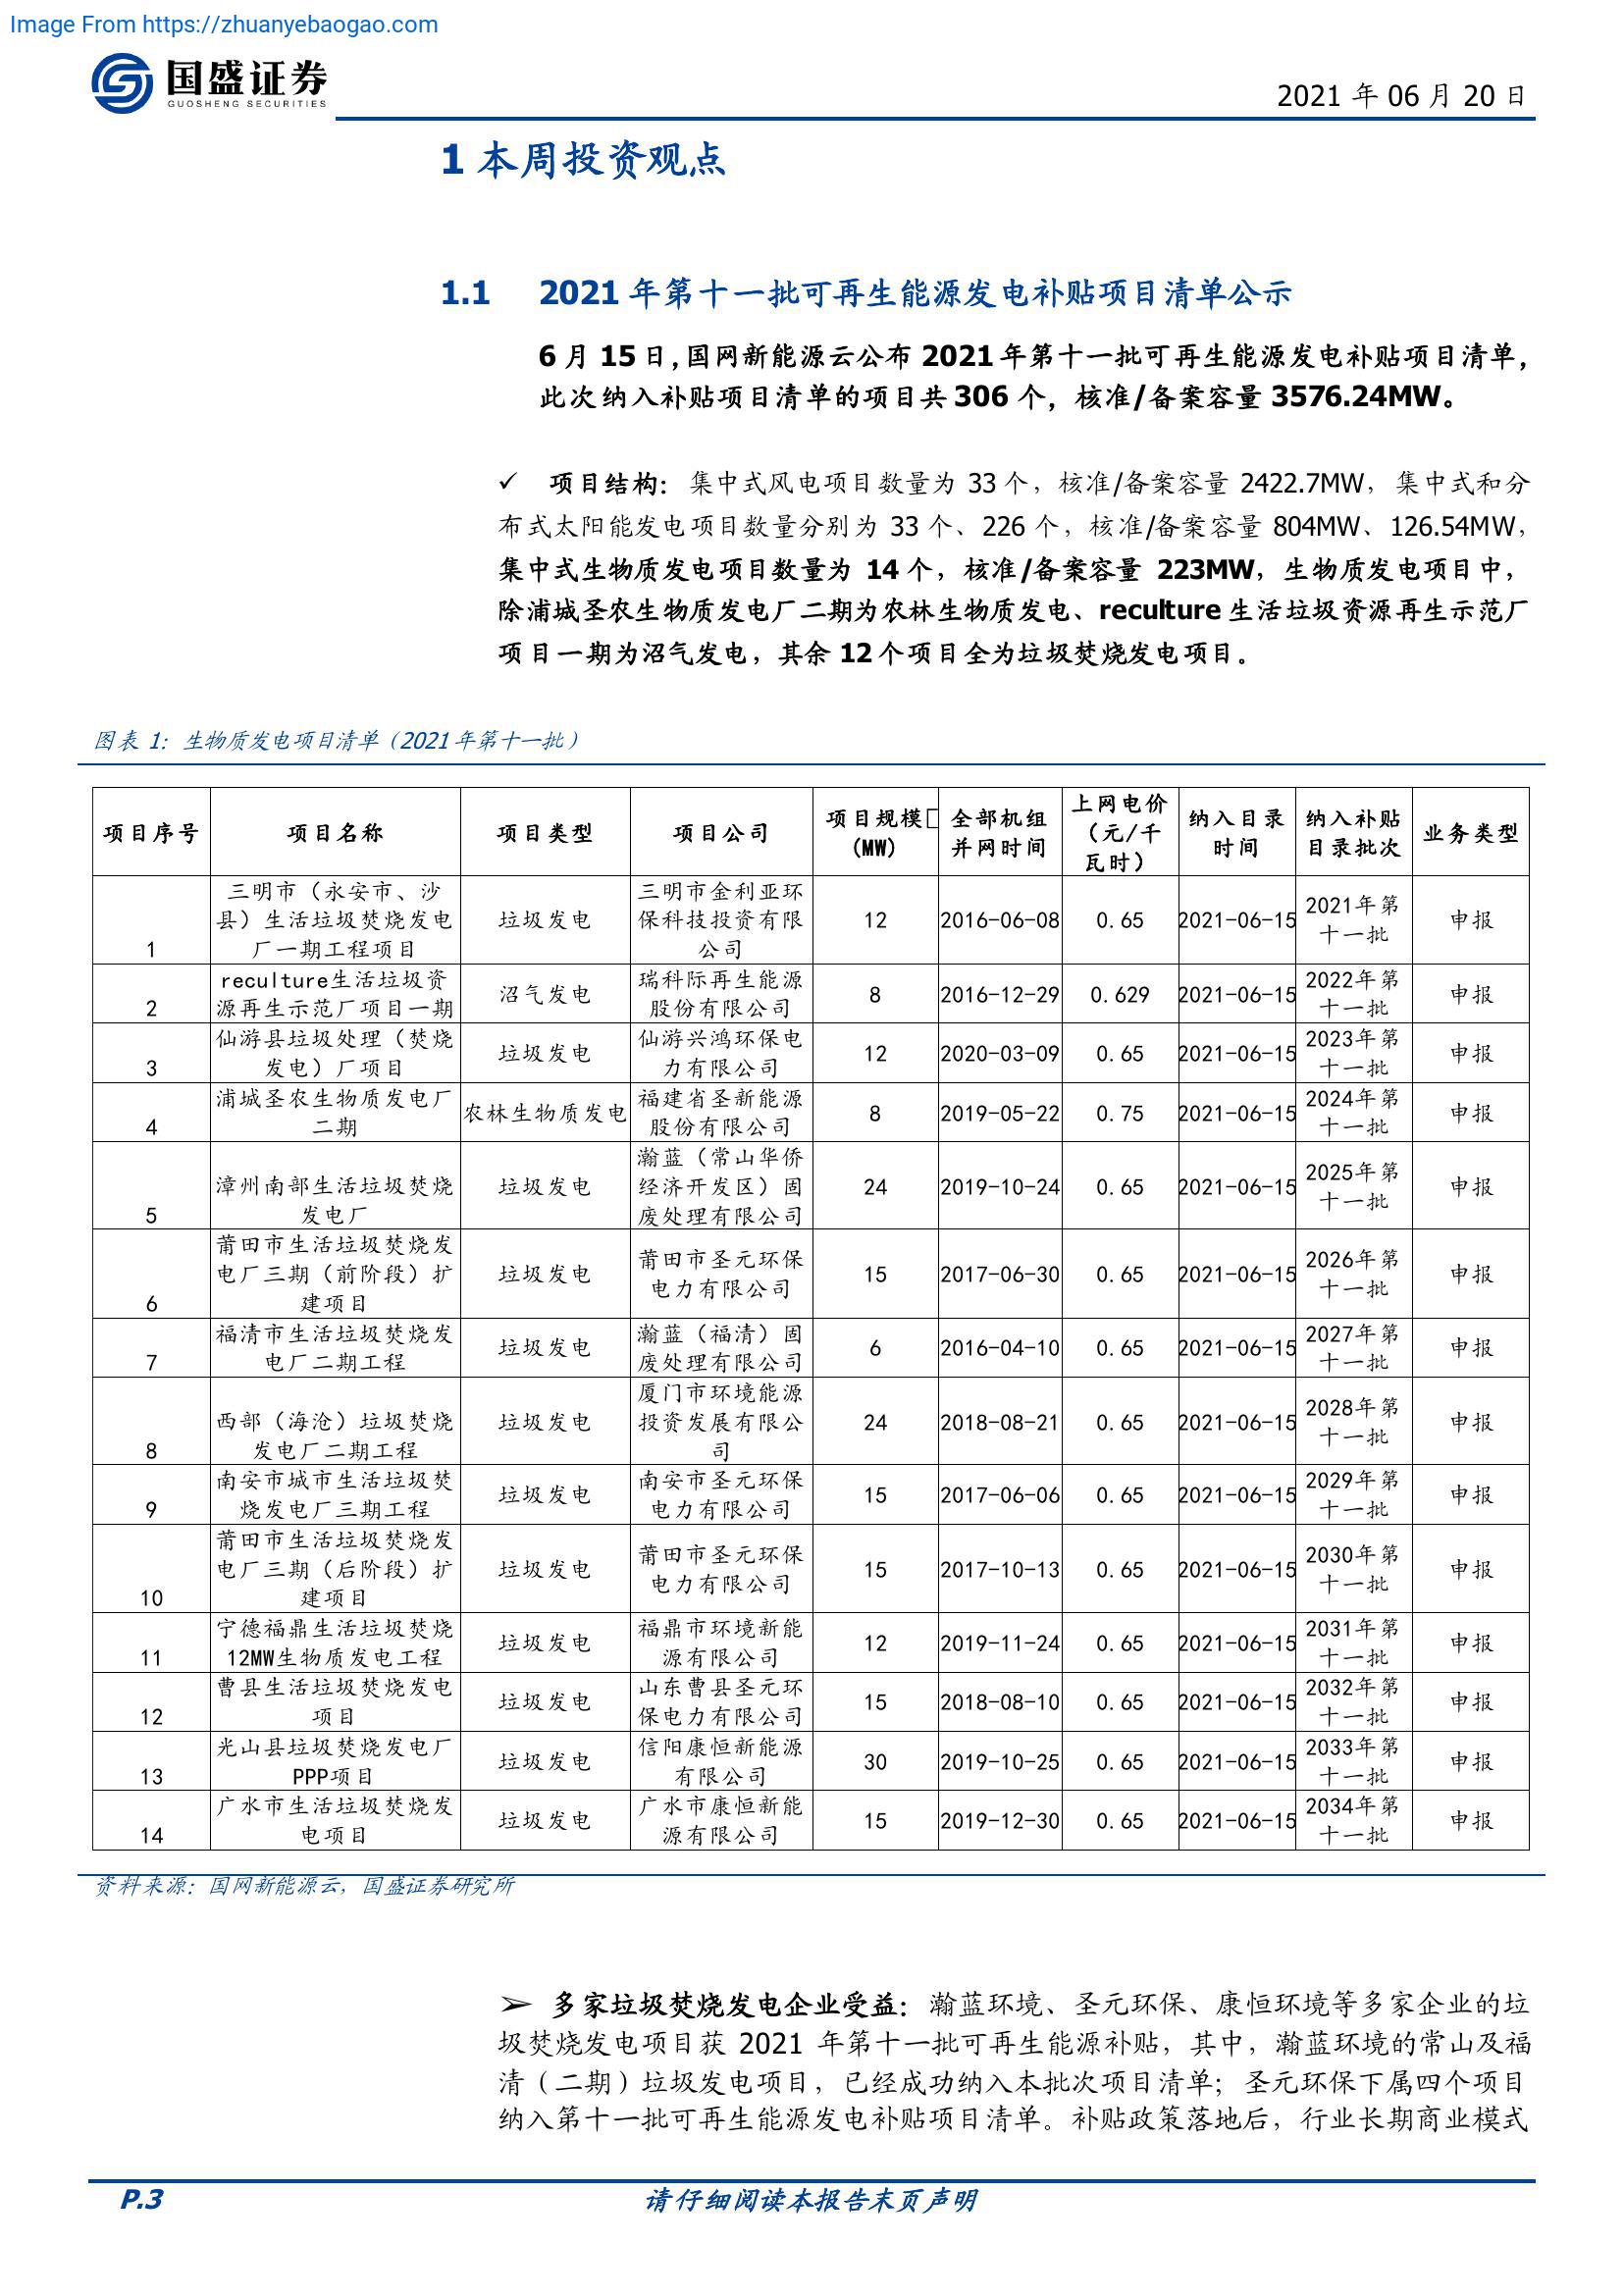 Image From https://zhuanyebaogao.com
国盛证券
GUOSHENG SECURITIES
2021 年 06 月 20 日
1 本周投资观点
1.1 2021 年第十一批可再生能源发电补贴项目清单公示
6 月 15 日，国网新能源云公布 2021 年第十一批可再生能源发电补贴项目清单，
此次纳入补贴项目清单的项目共 306 个，核准/备案容量 3576.24MW。
✓ 项目结构：集中式风电项目数量为 33 个，核准/备案容量 2422.7MW，集中式和分
布式太阳能发电项目数量分别为 33 个、226 个，核准/备案容量 804MW、126.54MW，
集中式生物质发电项目数量为 14 个，核准/备案容量 223MW，生物质发电项目中，
除浦城圣农生物质发电厂二期为农林生物质发电、reculture 生活垃圾资源再生示范厂
项目一期为沼气发电，其余 12 个项目全为垃圾焚烧发电项目。
图表 1：生物质发电项目清单（2021 年第十一批）
项目序号 项目名称 项目类型 项目公司 项目规模□(MW) 全部机组并网时间 上网电价（元/千瓦时） 纳入目录时间 纳入补贴目录批次 业务类型
1 三明市（永安市、沙县）生活垃圾焚烧发电厂一期工程项目 垃圾发电 三明市金利亚环保科技投资有限公司 12 2016-06-08 0.65 2021-06-15 2021年第十一批 申报
2 reculture生活垃圾资源再生示范厂项目一期 沼气发电 瑞科际再生能源股份有限公司 8 2016-12-29 0.629 2021-06-15 2022年第十一批 申报
3 仙游县垃圾处理（焚烧发电）厂项目 垃圾发电 仙游兴鸿环保电力有限公司 12 2020-03-09 0.65 2021-06-15 2023年第十一批 申报
4 浦城圣农生物质发电厂二期 农林生物质发电 福建省圣新能源股份有限公司 8 2019-05-22 0.75 2021-06-15 2024年第十一批 申报
5 漳州南部生活垃圾焚烧发电厂 垃圾发电 瀚蓝（常山华侨经济开发区）固废处理有限公司 24 2019-10-24 0.65 2021-06-15 2025年第十一批 申报
6 莆田市生活垃圾焚烧发电厂三期（前阶段）扩建项目 垃圾发电 莆田市圣元环保电力有限公司 15 2017-06-30 0.65 2021-06-15 2026年第十一批 申报
7 福清市生活垃圾焚烧发电厂二期工程 垃圾发电 瀚蓝（福清）固废处理有限公司 6 2016-04-10 0.65 2021-06-15 2027年第十一批 申报
8 西部（海沧）垃圾焚烧发电厂二期工程 垃圾发电 厦门市环境能源投资发展有限公司 24 2018-08-21 0.65 2021-06-15 2028年第十一批 申报
9 南安市城市生活垃圾焚烧发电厂三期工程 垃圾发电 南安市圣元环保电力有限公司 15 2017-06-06 0.65 2021-06-15 2029年第十一批 申报
10 莆田市生活垃圾焚烧发电厂三期（后阶段）扩建项目 垃圾发电 莆田市圣元环保电力有限公司 15 2017-10-13 0.65 2021-06-15 2030年第十一批 申报
11 宁德福鼎生活垃圾焚烧12MW生物质发电工程 垃圾发电 福鼎市环境新能源有限公司 12 2019-11-24 0.65 2021-06-15 2031年第十一批 申报
12 曹县生活垃圾焚烧发电项目 垃圾发电 山东曹县圣元环保电力有限公司 15 2018-08-10 0.65 2021-06-15 2032年第十一批 申报
13 光山县垃圾焚烧发电厂PPP项目 垃圾发电 信阳康恒新能源有限公司 30 2019-10-25 0.65 2021-06-15 2033年第十一批 申报
14 广水市生活垃圾焚烧发电项目 垃圾发电 广水市康恒新能源有限公司 15 2019-12-30 0.65 2021-06-15 2034年第十一批 申报
资料来源：国网新能源云，国盛证券研究所
➢ 多家垃圾焚烧发电企业受益：瀚蓝环境、圣元环保、康恒环境等多家企业的垃
圾焚烧发电项目获 2021 年第十一批可再生能源补贴，其中，瀚蓝环境的常山及福
清（二期）垃圾发电项目，已经成功纳入本批次项目清单；圣元环保下属四个项目
纳入第十一批可再生能源发电补贴项目清单。补贴政策落地后，行业长期商业模式
P.3 请仔细阅读本报告末页声明